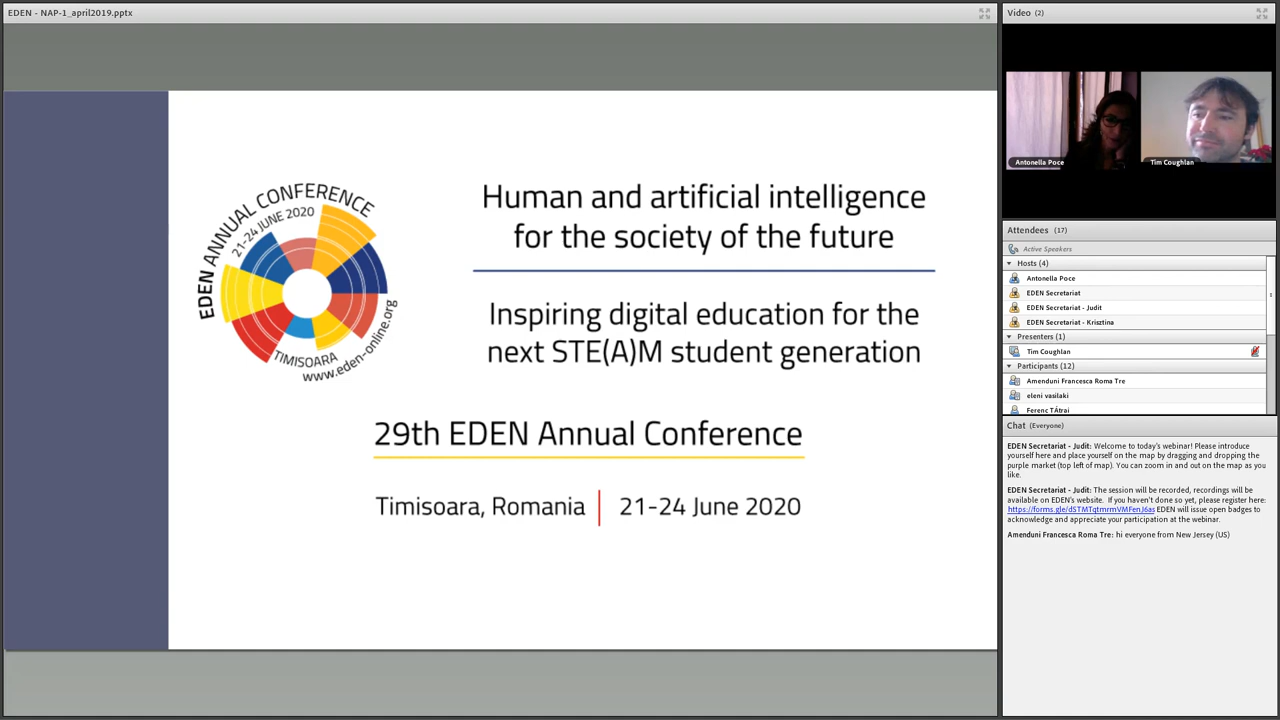 EDEN - NAP-1_april2019.pptx
EDEN ANNUAL CONFERENCE
21-24 JUNE 2020
TIMISOARA
www.eden-online.org
Human and artificial intelligence
for the society of the future
Inspiring digital education for the
next STE(A)M student generation
29th EDEN Annual Conference
Timisoara, Romania
21-24 June 2020
Video (2)
Antonella Poce
Tim Coughlan
Attendees (17)
Active Speakers
Hosts (4)
Antonella Poce
EDEN Secretariat
EDEN Secretariat - Judit
EDEN Secretariat - Krisztina
Presenters (1)
Tim Coughlan
Participants (12)
Amenduni Francesca Roma Tre
eleni vasilaki
Ferenc TÁtrai
Chat (Everyone)
EDEN Secretariat - Judit: Welcome to today's webinar! Please introduce
yourself here and place yourself on the map by dragging and dropping the
purple market (top left of map). You can zoom in and out on the map as you
like.
EDEN Secretariat - Judit: The session will be recorded, recordings will be
available on EDEN's website. If you haven't done so yet, please register here:
https://forms.gle/dSTMTqtmrmVMFenJ6as EDEN will issue open badges to
acknowledge and appreciate your participation at the webinar.
Amenduni Francesca Roma Tre: hi everyone from New Jersey (US)